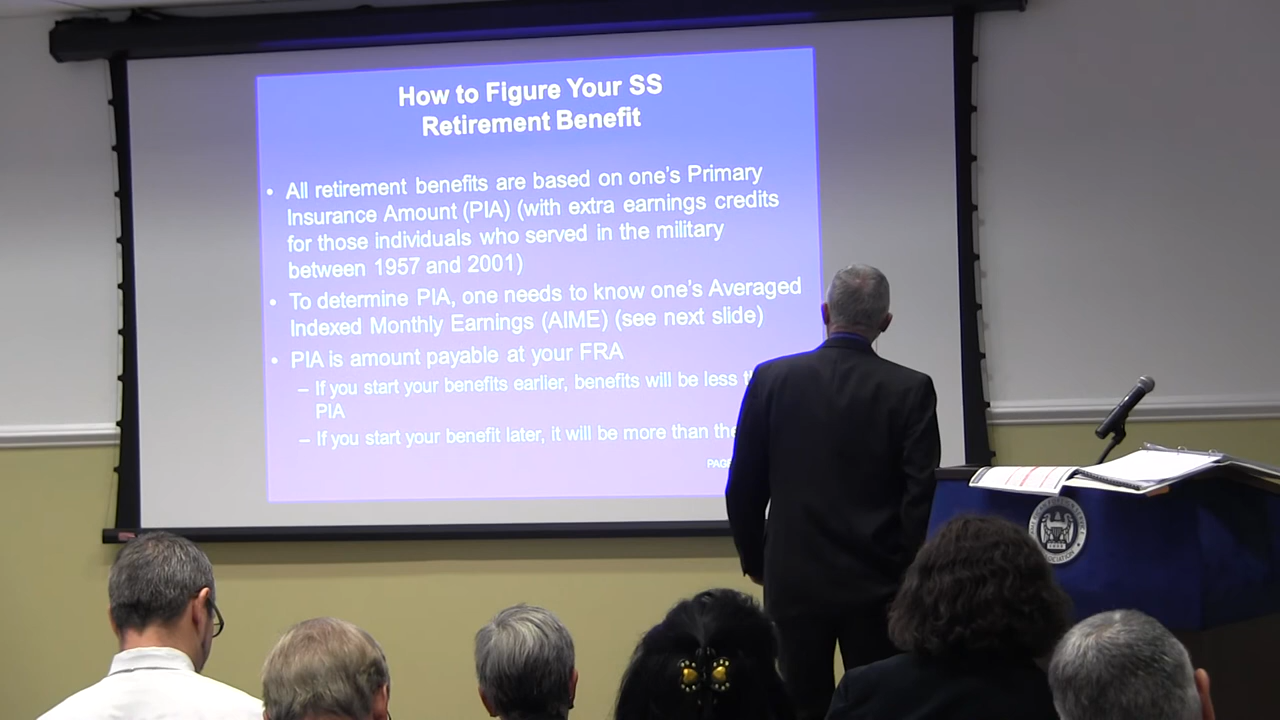 How to Figure Your SS
Retirement Benefit
• All retirement benefits are based on one's Primary
Insurance Amount (PIA) (with extra earnings credits
for those individuals who served in the military
between 1957 and 2001)
• To determine PIA, one needs to know one's Averaged
Indexed Monthly Earnings (AIME) (see next slide)
• PIA is amount payable at your FRA
– If you start your benefits earlier, benefits will be less
PIA
– If you start your benefit later, it will be more than